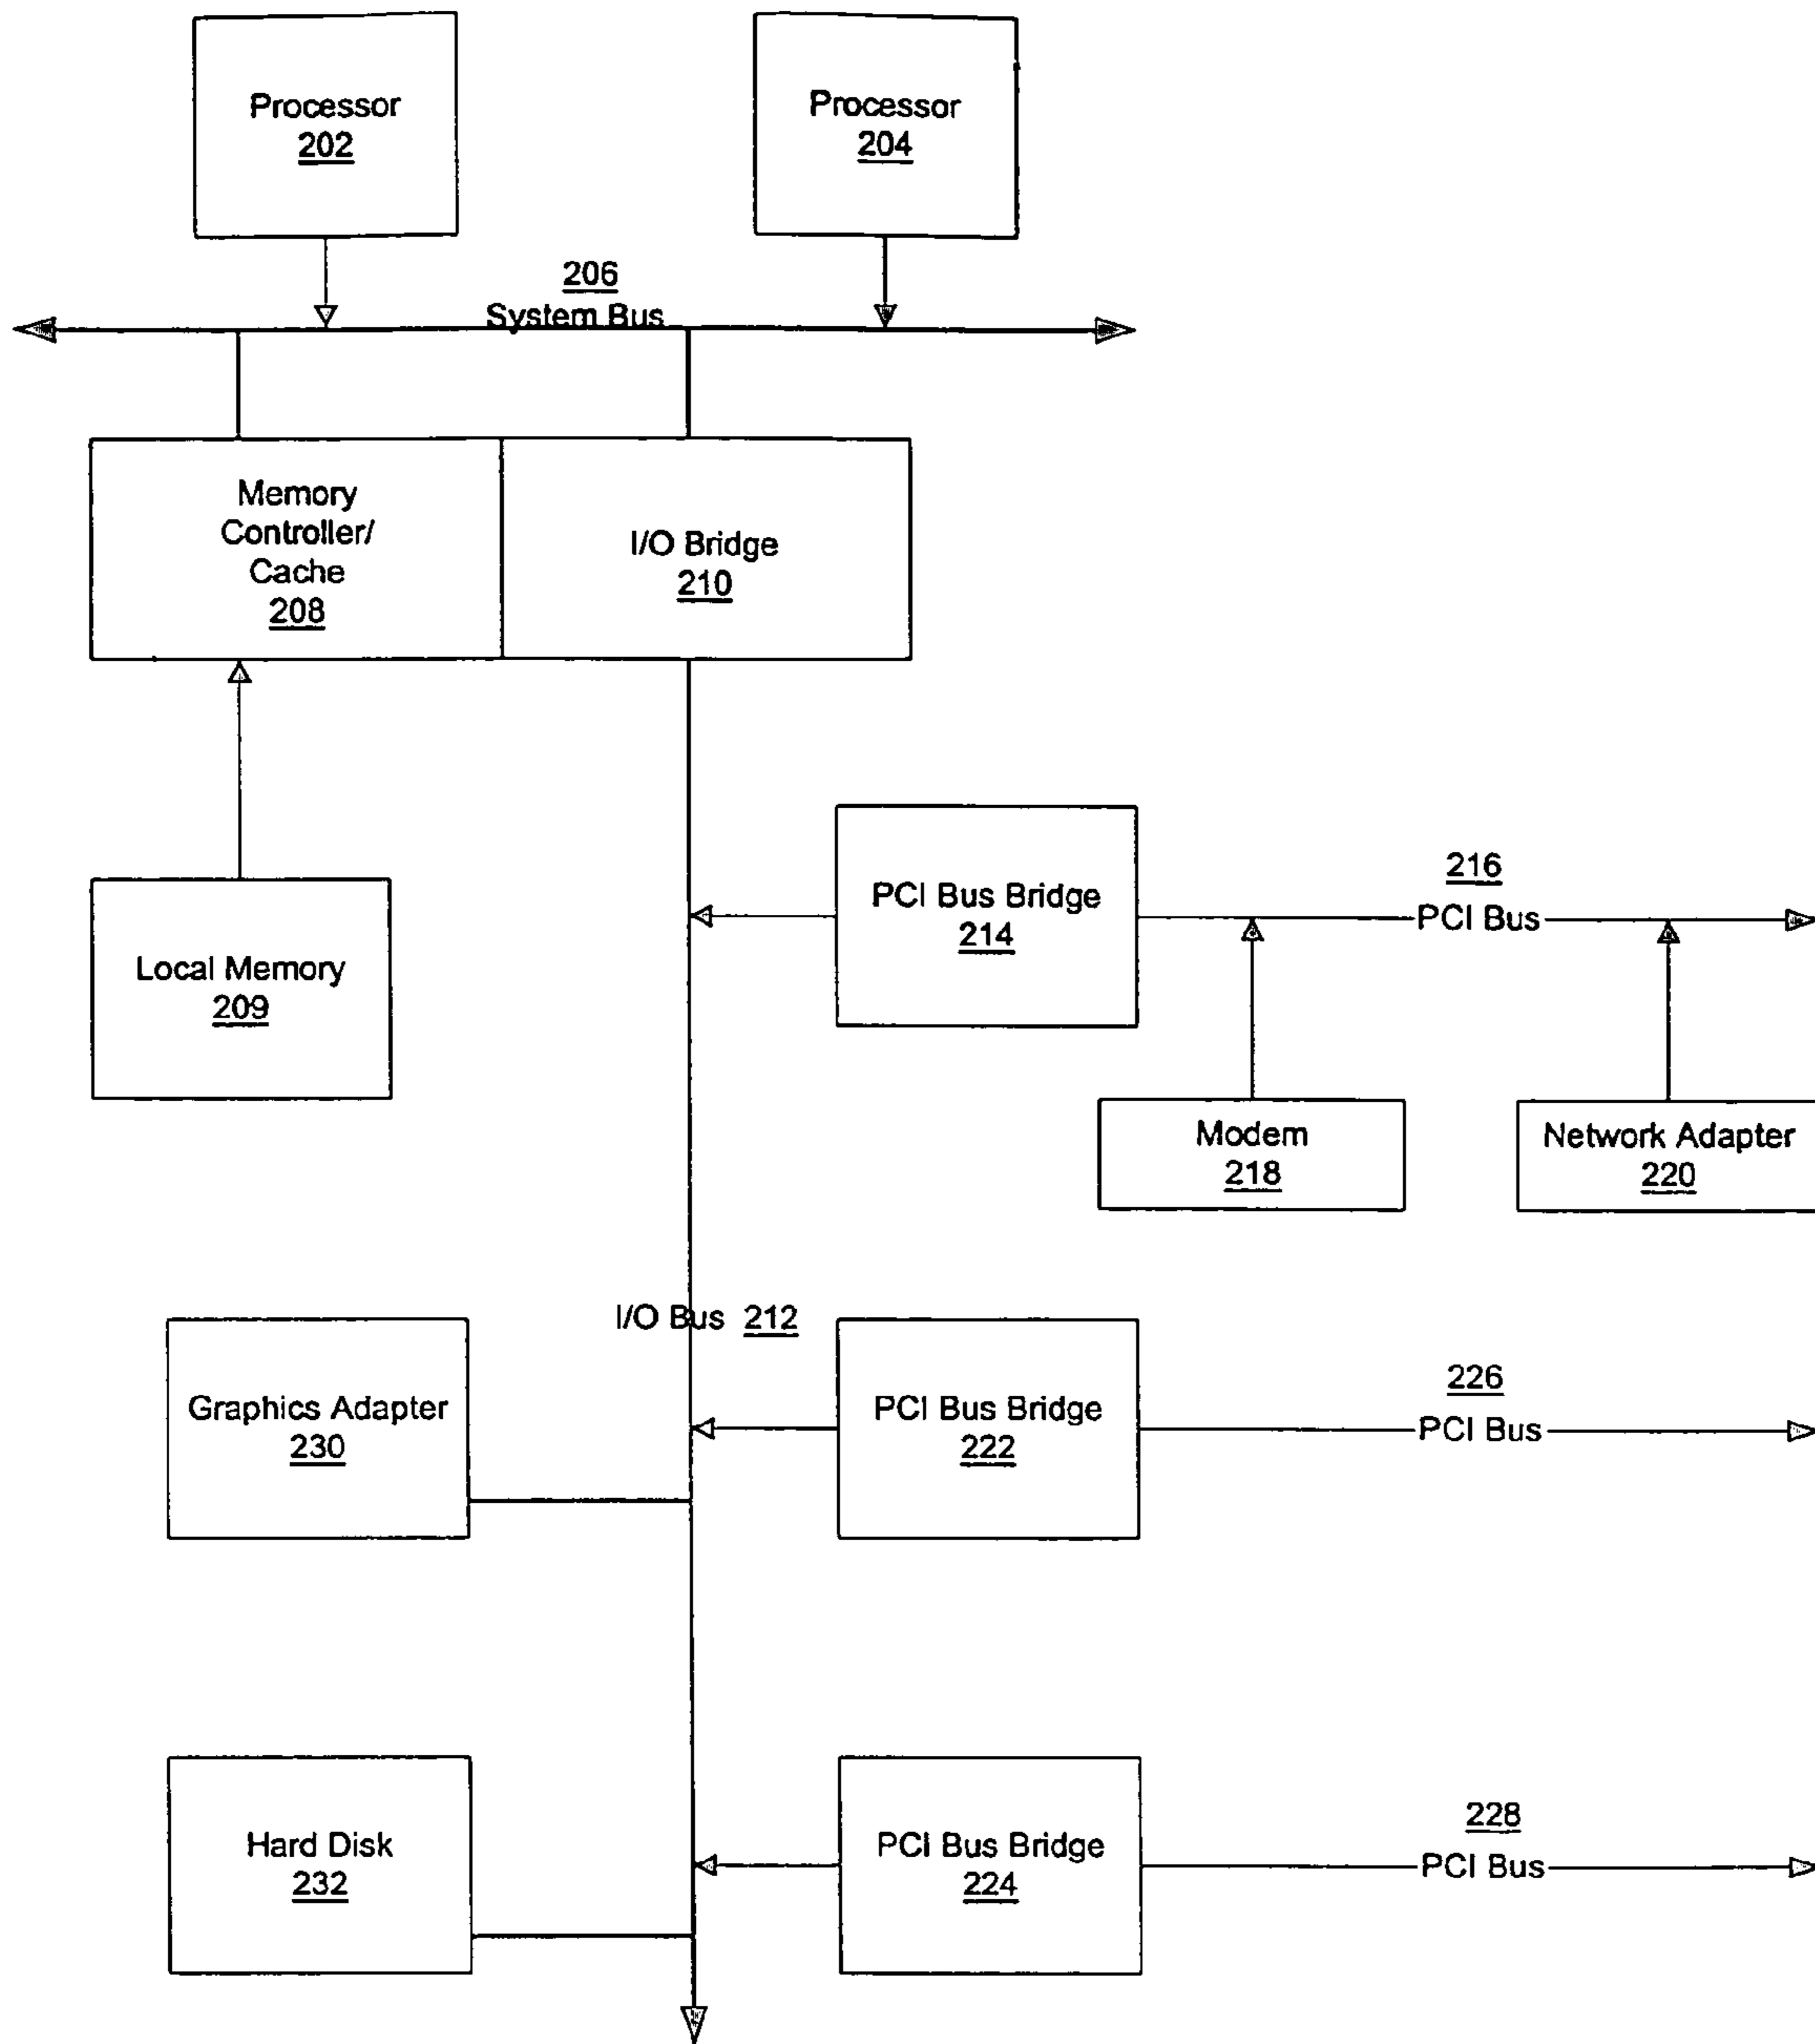 Processor
202
Processor
204
206
System Bus
Memory
Controller/
Cache
208
I/O Bridge
210
PCI Bus Bridge
214
216
PCI Bus
Local Memory
209
Modem
218
Network Adapter
220
I/O Bus 212
Graphics Adapter
230
PCI Bus Bridge
222
226
PCI Bus
Hard Disk
232
PCI Bus Bridge
224
228
PCI Bus